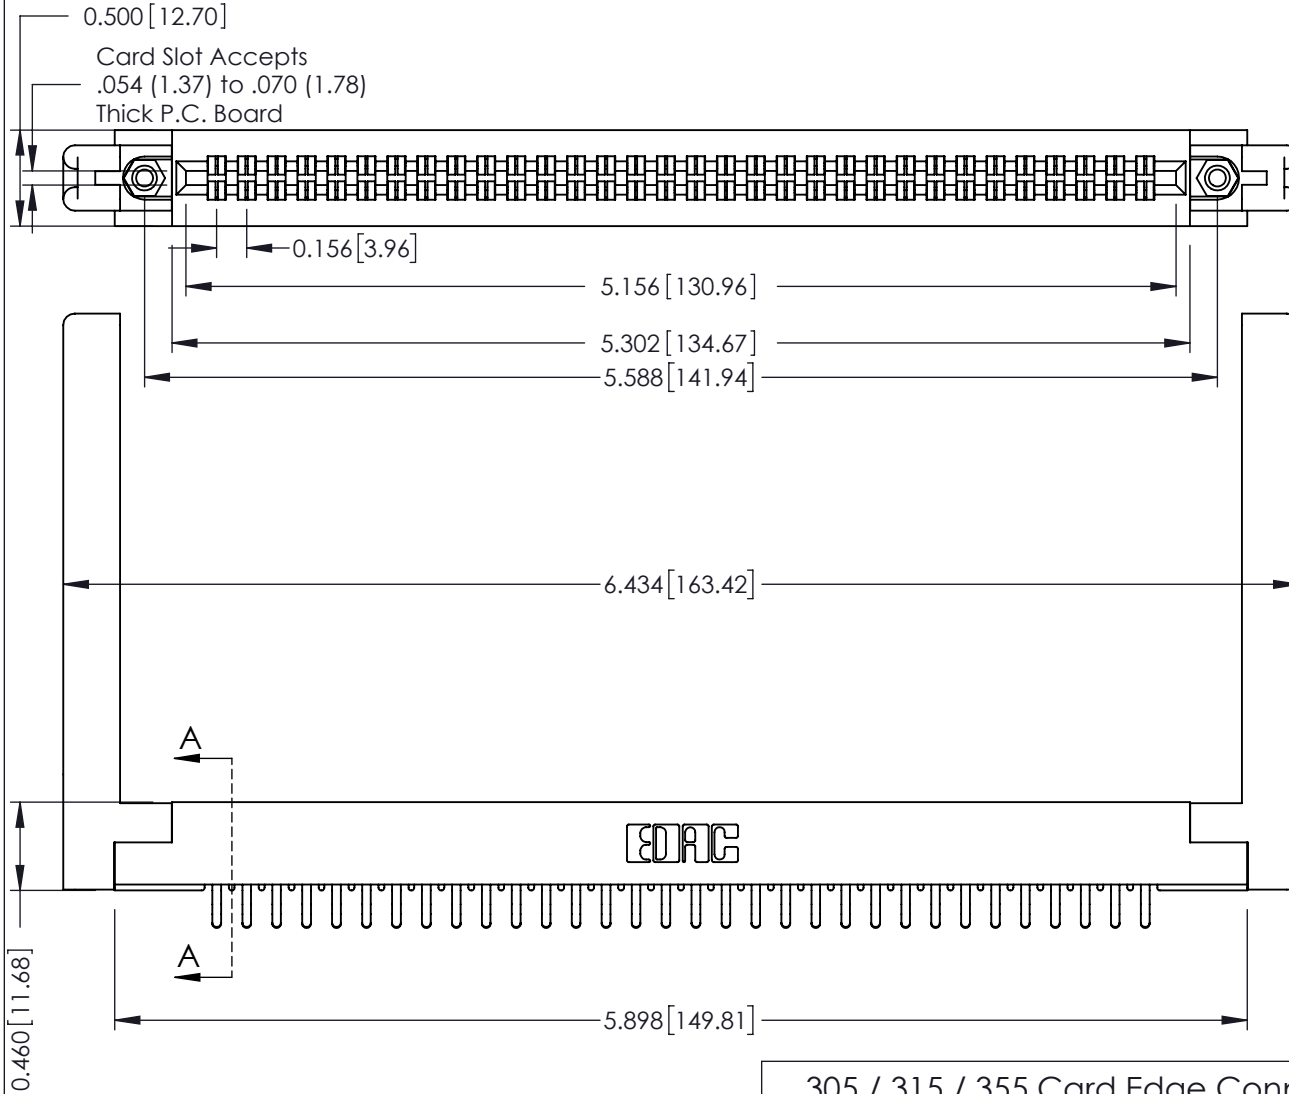 0.500 [12.70]
Card Slot Accepts
.054 (1.37) to .070 (1.78)
Thick P.C. Board
0.156 [3.96]
5.156 [130.96]
5.302 [134.67]
5.588 [141.94]
6.434 [163.42]
A
EDAC
A
0.460 [11.68]
5.898 [149.81]
305 / 315 / 355 Card Edge